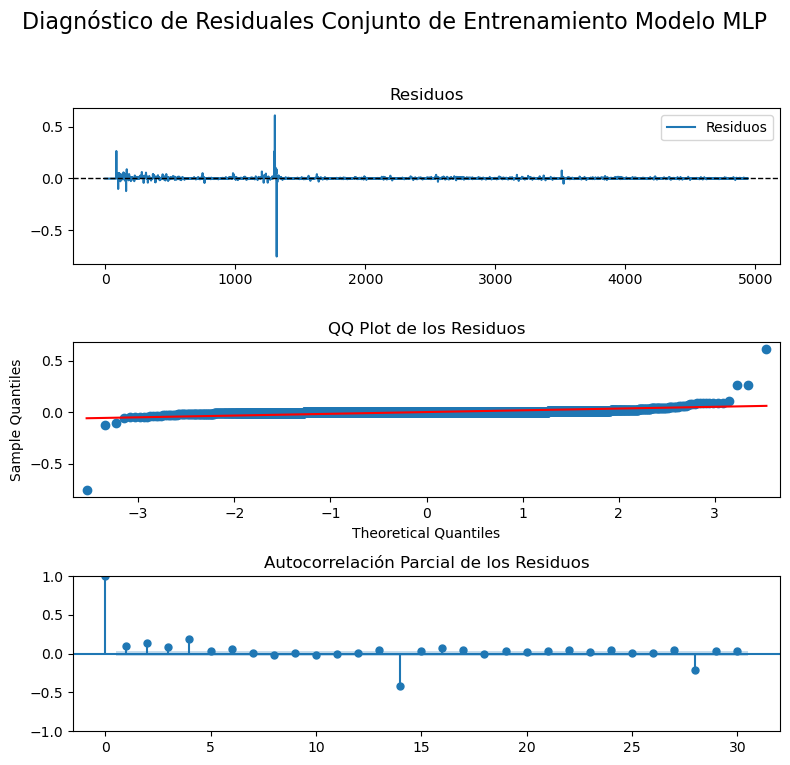 Diagnóstico de Residuales Conjunto de Entrenamiento Modelo MLP
Residuos
Residuos
0.5
0.0
−0.5
0 1000 2000 3000 4000 5000
QQ Plot de los Residuos
Sample Quantiles
0.5
0.0
−0.5
−3 −2 −1 0 1 2 3
Theoretical Quantiles
Autocorrelación Parcial de los Residuos
1.0
0.5
0.0
−0.5
−1.0
0 5 10 15 20 25 30